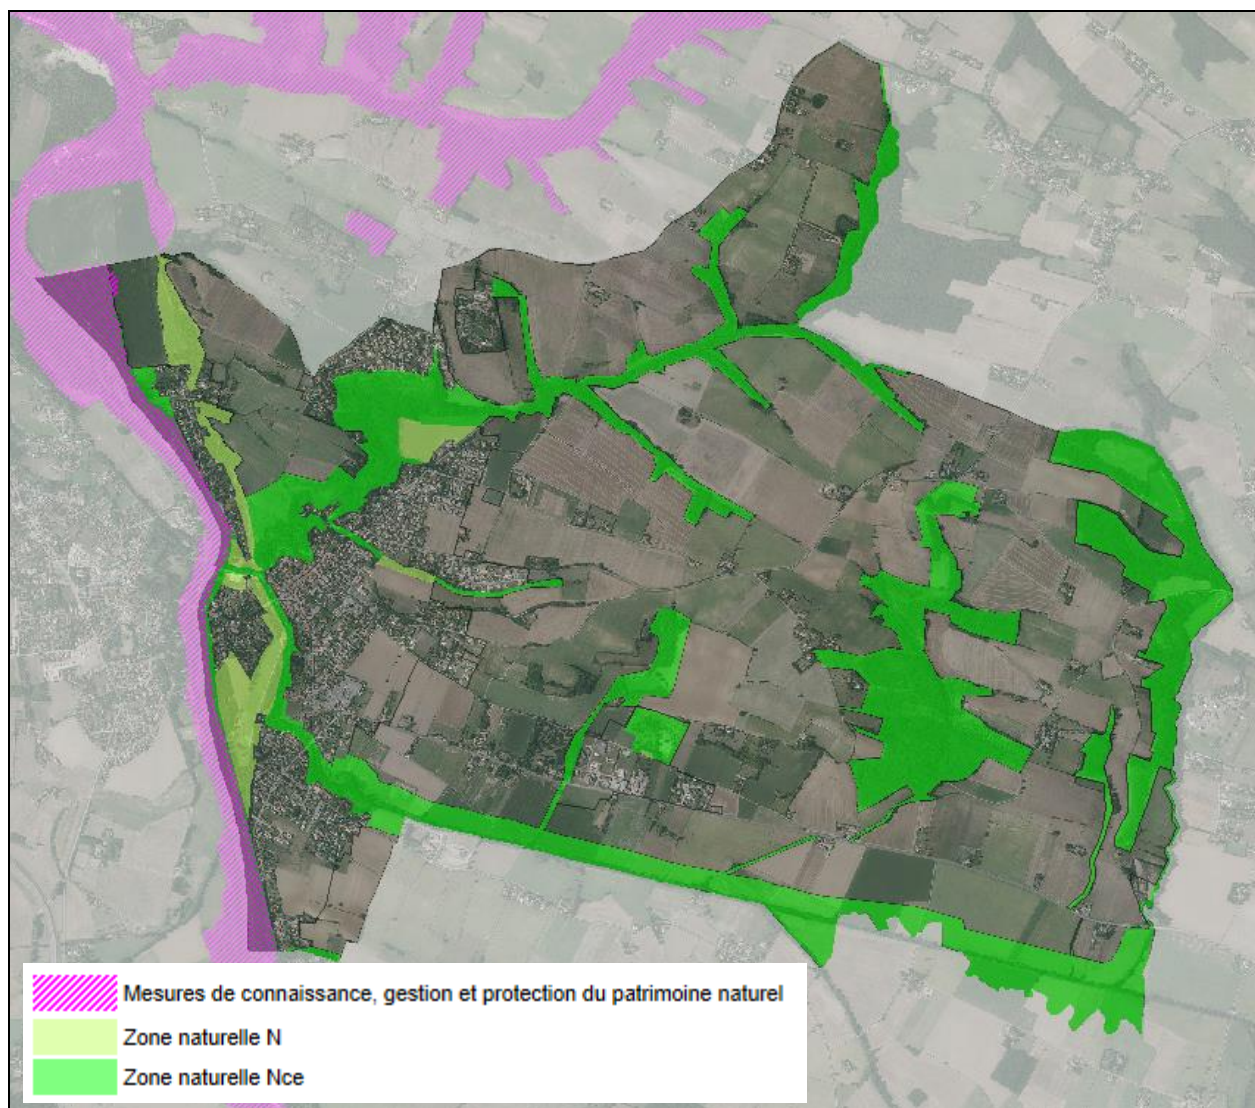 Mesures de connaissance, gestion et protection du patrimoine naturel
Zone naturelle N
Zone naturelle Nce